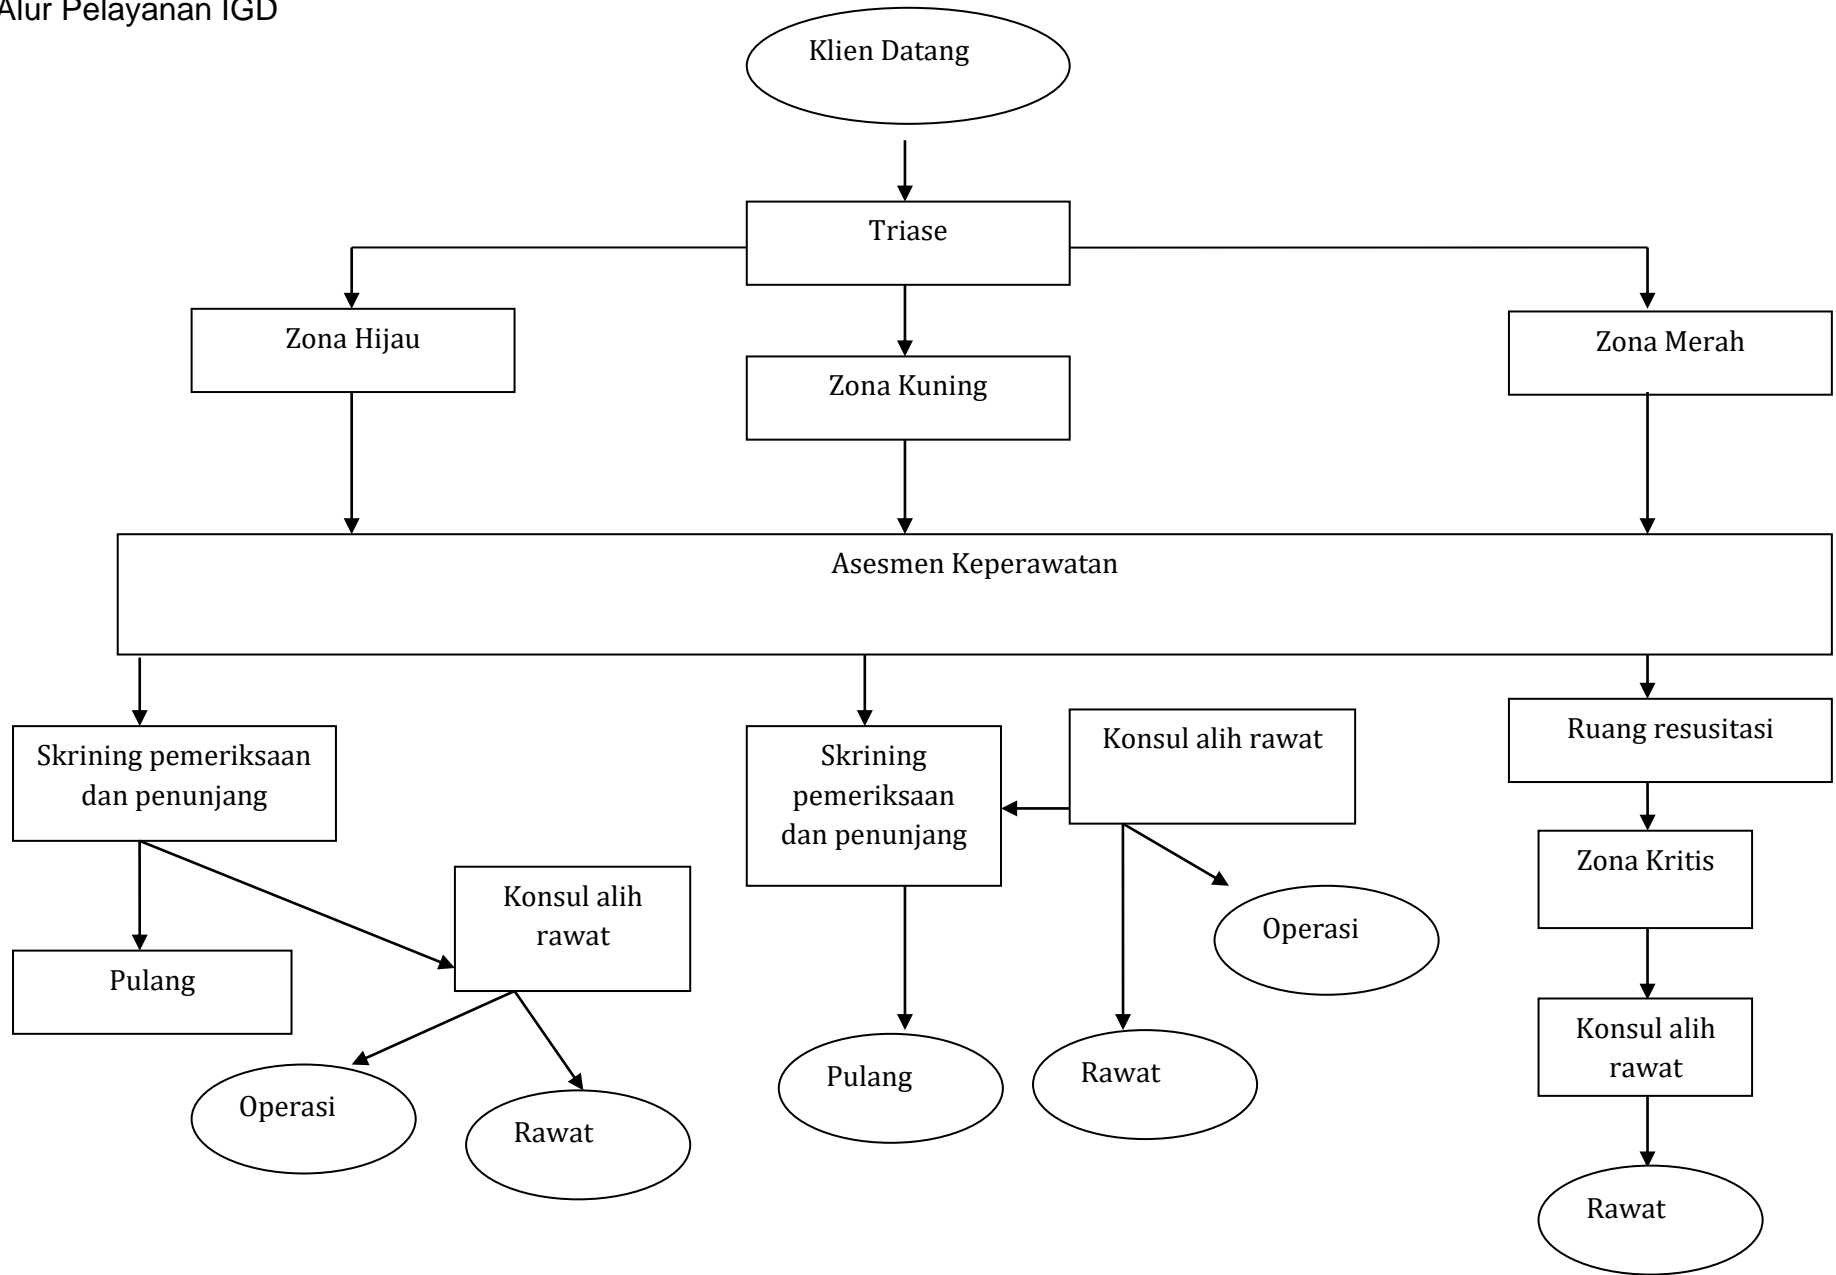 Alur Pelayanan IGD
Klien Datang
Triase
Zona Hijau
Zona Kuning
Zona Merah
Asesmen Keperawatan
Skrining pemeriksaan
dan penunjang
Skrining
pemeriksaan
dan penunjang
Konsul alih rawat
Ruang resusitasi
Zona Kritis
Konsul alih
rawat
Operasi
Pulang
Konsul alih
rawat
Pulang
Rawat
Operasi
Rawat
Rawat